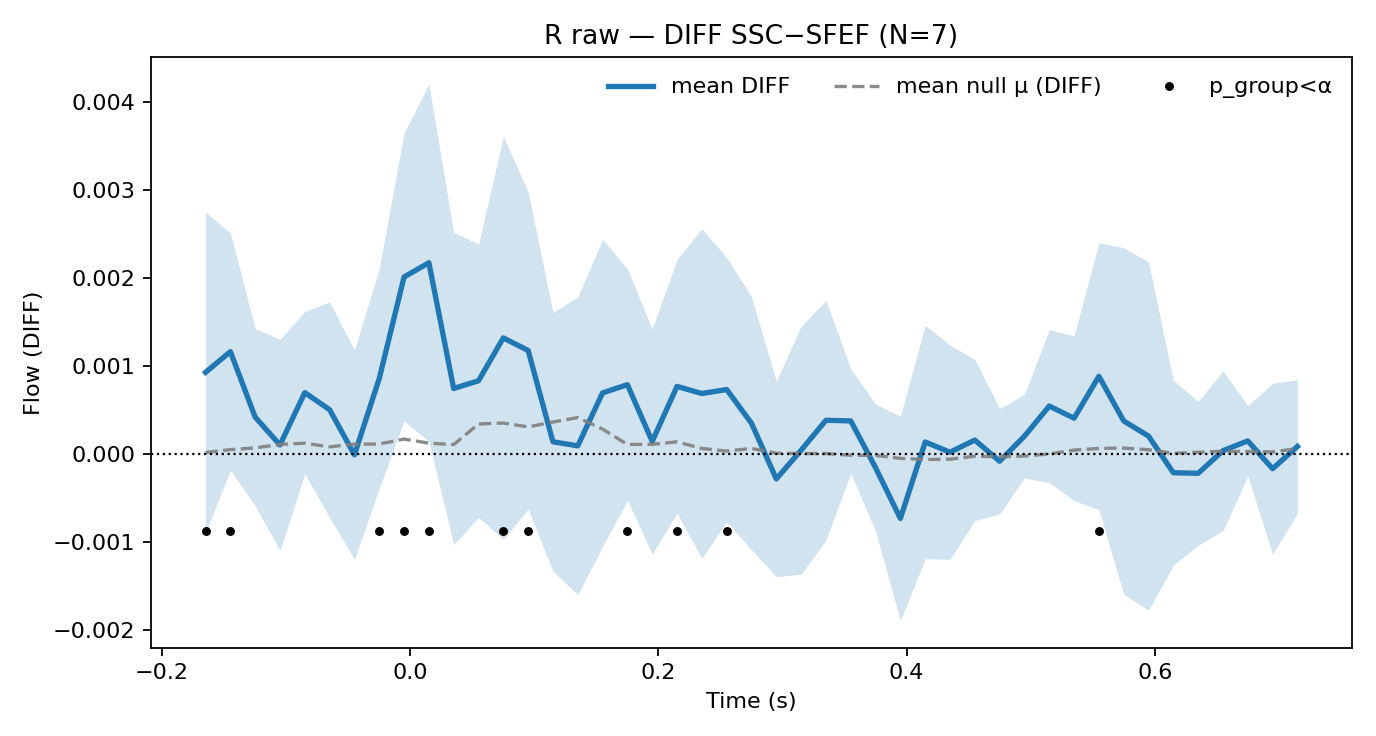 R raw — DIFF SSC−SFEF (N=7)
mean DIFF
mean null μ (DIFF)
p_group<α
Flow (DIFF)
0.004
0.003
0.002
0.001
0.000
−0.001
−0.002
−0.2
0.0
0.2
0.4
0.6
Time (s)